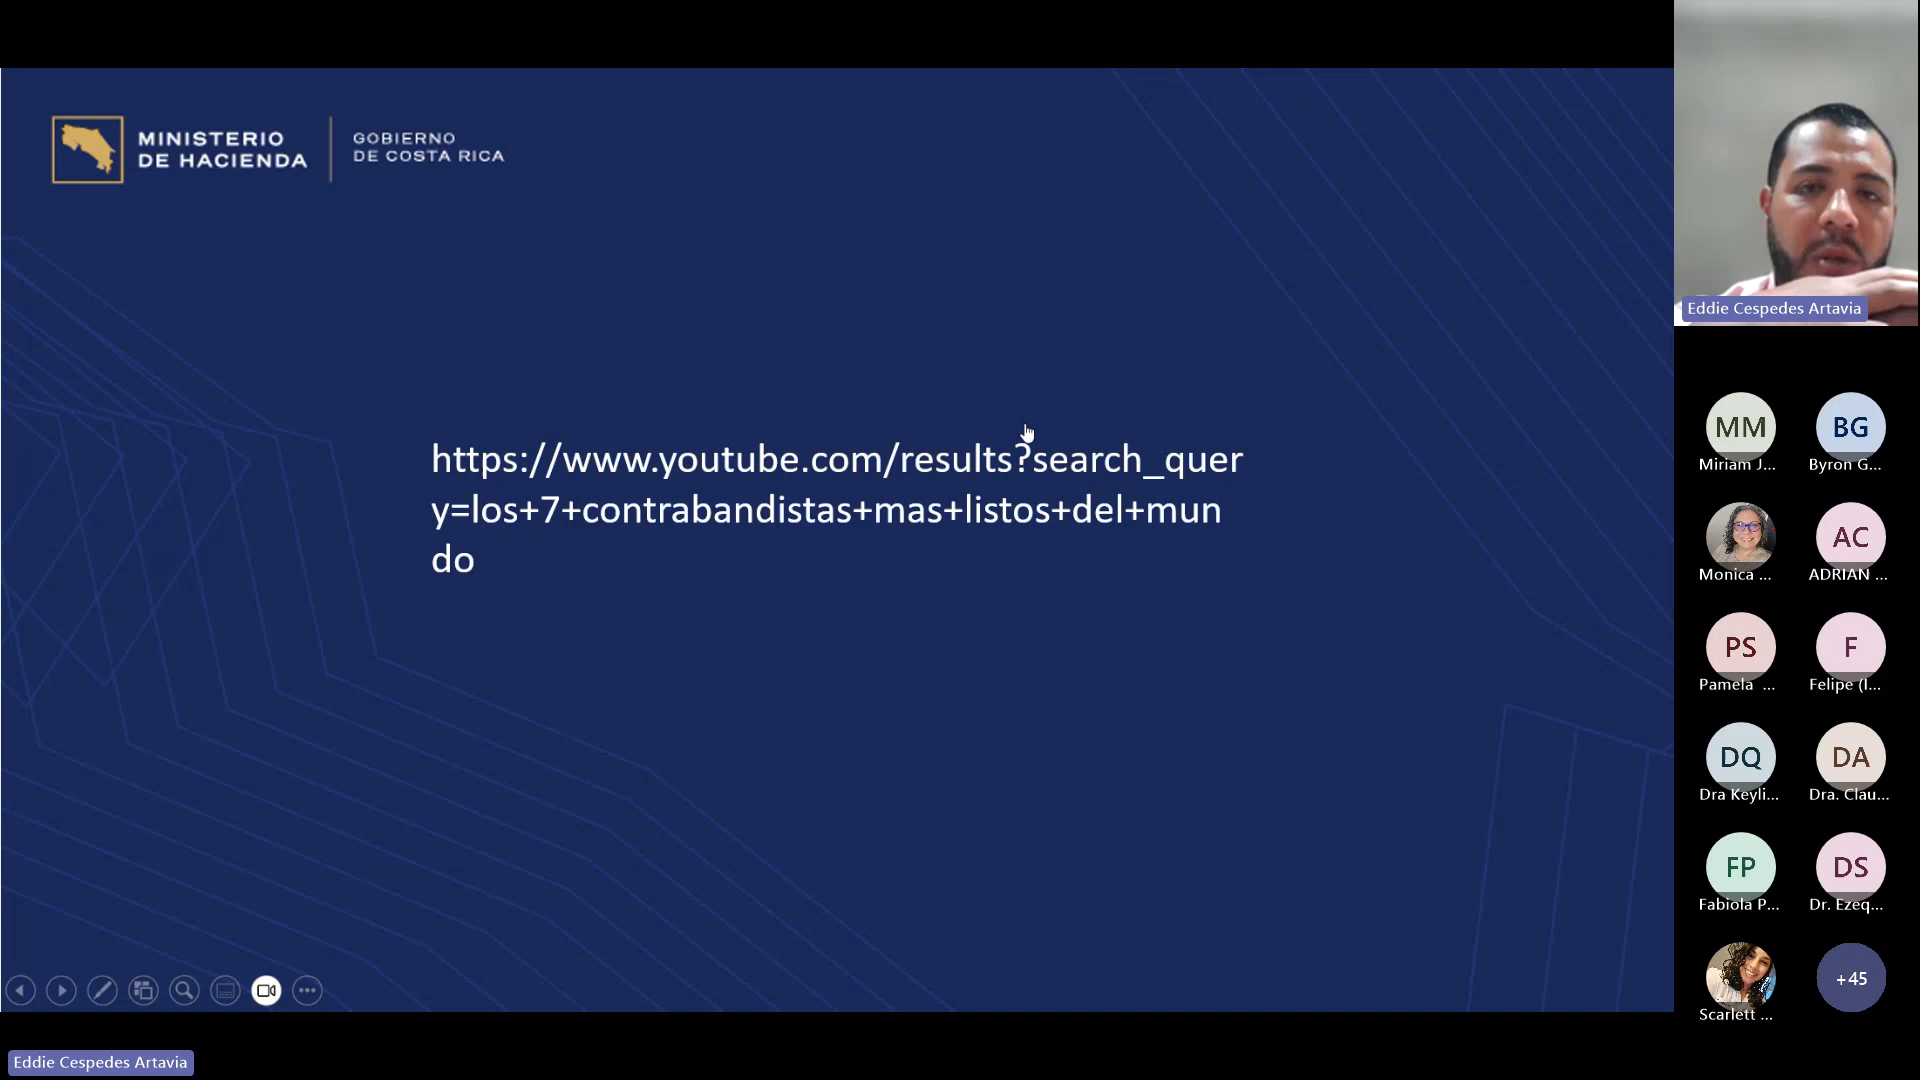 MINISTERIO
DE HACIENDA
GOBIERNO
DE COSTA RICA
https://www.youtube.com/results?search_quer
y=los+7+contrabandistas+mas+listos+del+mun
do
Eddie Cespedes Artavia
MM
Miriam J...
BG
Byron G...
Monica ...
AC
ADRIAN ...
PS
Pamela ...
F
Felipe (I...
DQ
Dra Keyli...
DA
Dra. Clau...
FP
Fabiola P...
DS
Dr. Ezeq...
Scarlett ...
+45
Eddie Cespedes Artavia